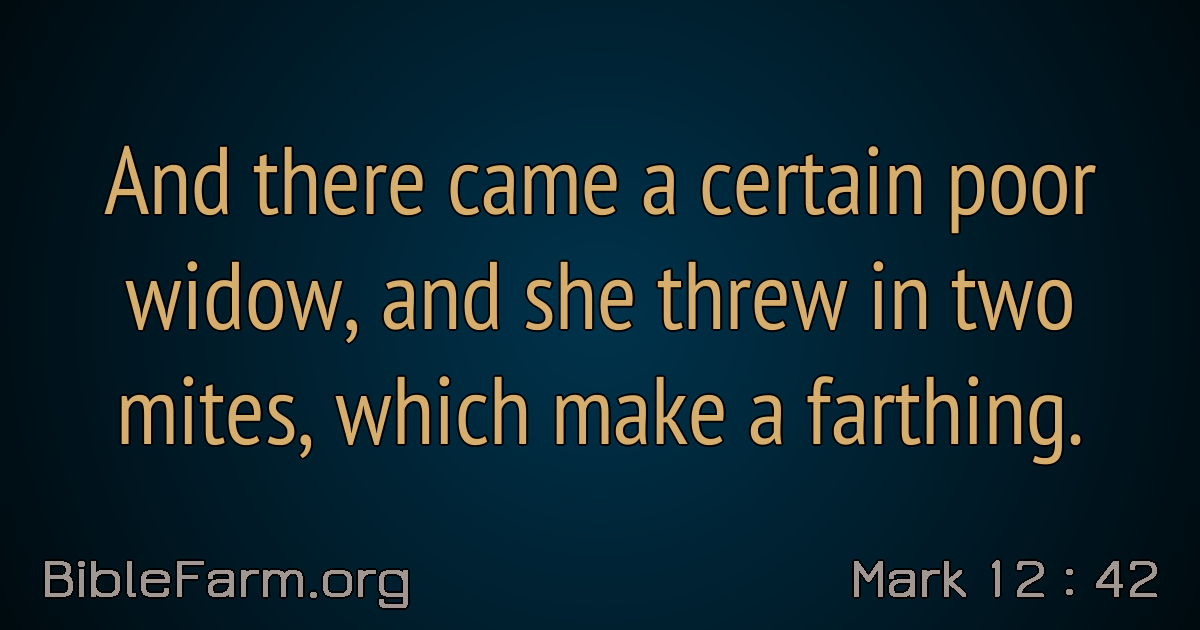 And there came a certain poor
widow, and she threw in two
mites, which make a farthing.
BibleFarm.org
Mark 12 : 42